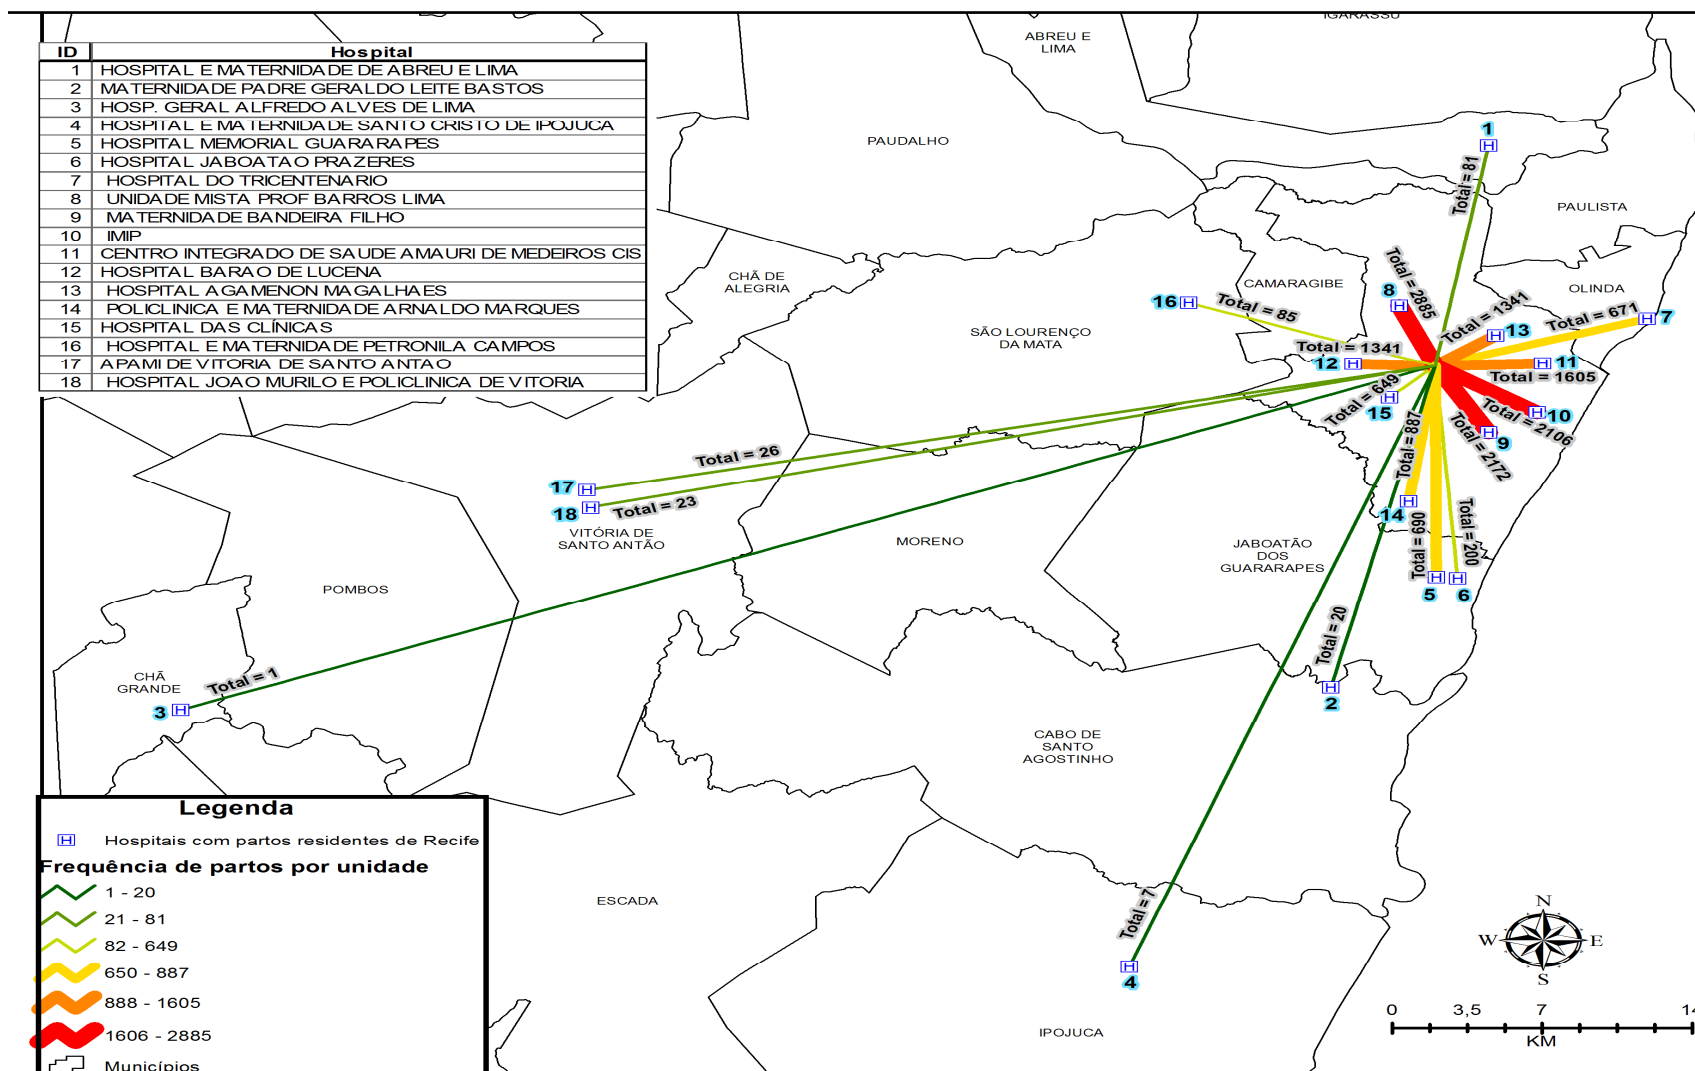 IGARASSU
ABREU E
LIMA
ID Hospital
1 HOSPITAL E MATERNIDADE DE ABREU E LIMA
2 MATERNIDADE PADRE GERALDO LEITE BASTOS
3 HOSP. GERAL ALFREDO ALVES DE LIMA
4 HOSPITAL E MATERNIDADE SANTO CRISTO DE IPOJUCA
5 HOSPITAL MEMORIAL GUARARAPES
6 HOSPITAL JABOATAO PRAZERES
7 HOSPITAL DO TRICENTENARIO
8 UNIDADE MISTA PROF BARROS LIMA
9 MATERNIDADE BANDEIRA FILHO
10 IMIP
11 CENTRO INTEGRADO DE SAUDE AMAURI DE MEDEIROS CIS
12 HOSPITAL BARAO DE LUCENA
13 HOSPITAL AGAMENON MAGALHAES
14 POLICLINICA E MATERNIDADE ARNALDO MARQUES
15 HOSPITAL DAS CLÍNICAS
16 HOSPITAL E MATERNIDADE PETRONILA CAMPOS
17 APAMI DE VITORIA DE SANTO ANTAO
18 HOSPITAL JOAO MURILO E POLICLINICA DE VITORIA
PAUDALHO
1
Total = 81
PAULISTA
CHÃ DE
ALEGRIA
CAMARAGIBE
OLINDA
16
Total = 85
8
Total = 2885
Total = 1341
13
Total = 671
7
SÃO LOURENÇO
DA MATA
Total = 1341
12
11
Total = 1605
Total = 649
15
10
Total = 2106
9
Total = 2172
Total = 887
14
Total = 26
17
18
Total = 23
VITÓRIA DE
SANTO ANTÃO
MORENO
JABOATÃO
DOS
GUARARAPES
Total = 690
5
Total = 200
6
POMBOS
Total = 20
2
CHÃ
GRANDE
Total = 1
3
CABO DE
SANTO
AGOSTINHO
ESCADA
Total = 7
4
IPOJUCA
Legenda
H Hospitais com partos residentes de Recife
Frequência de partos por unidade
1 - 20
21 - 81
82 - 649
650 - 887
888 - 1605
1606 - 2885
Municípios
N
W E
S
0 3,5 7 14
KM